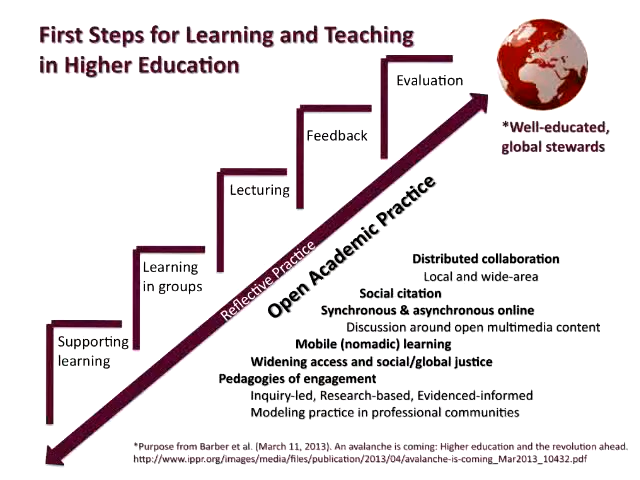 First Steps for Learning and Teaching
in Higher Education
Evaluation
*Well-educated,
global stewards
Feedback
Lecturing
Learning
in groups
Supporting
learning
Reflective Practice
Open Academic Practice
Distributed collaboration
Local and wide-area
Social citation
Synchronous & asynchronous online
Discussion around open multimedia content
Mobile (nomadic) learning
Widening access and social/global justice
Pedagogies of engagement
Inquiry-led, Research-based, Evidenced-informed
Modeling practice in professional communities
*Purpose from Barber et al. (March 11, 2013). An avalanche is coming: Higher education and the revolution ahead.
http://www.ippr.org/images/media/files/publication/2013/04/avalanche-is-coming_Mar2013_10432.pdf